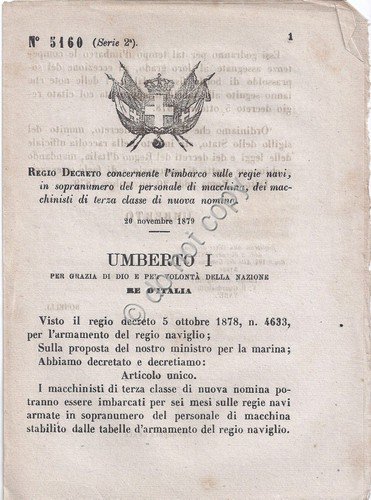 N° 5160 (Serie 2ª).
1
REGIO DECRETO concernente l'imbarco sulle regie navi,
in sopranumero del personale di macchina, dei mac-
chinisti di terza classe di nuova nomina.
20 novembre 1879
UMBERTO I
PER GRAZIA DI DIO E PER VOLONTÀ DELLA NAZIONE
RE D'ITALIA
Visto il regio decreto 5 ottobre 1878, n. 4633,
per l'armamento del regio naviglio;
Sulla proposta del nostro ministro per la marina;
Abbiamo decretato e decretiamo:
Articolo unico.
I macchinisti di terza classe di nuova nomina po-
tranno essere imbarcati per sei mesi sulle regie navi
armate in sopranumero del personale di macchina
stabilito dalle tabelle d'armamento del regio naviglio.
do not copy